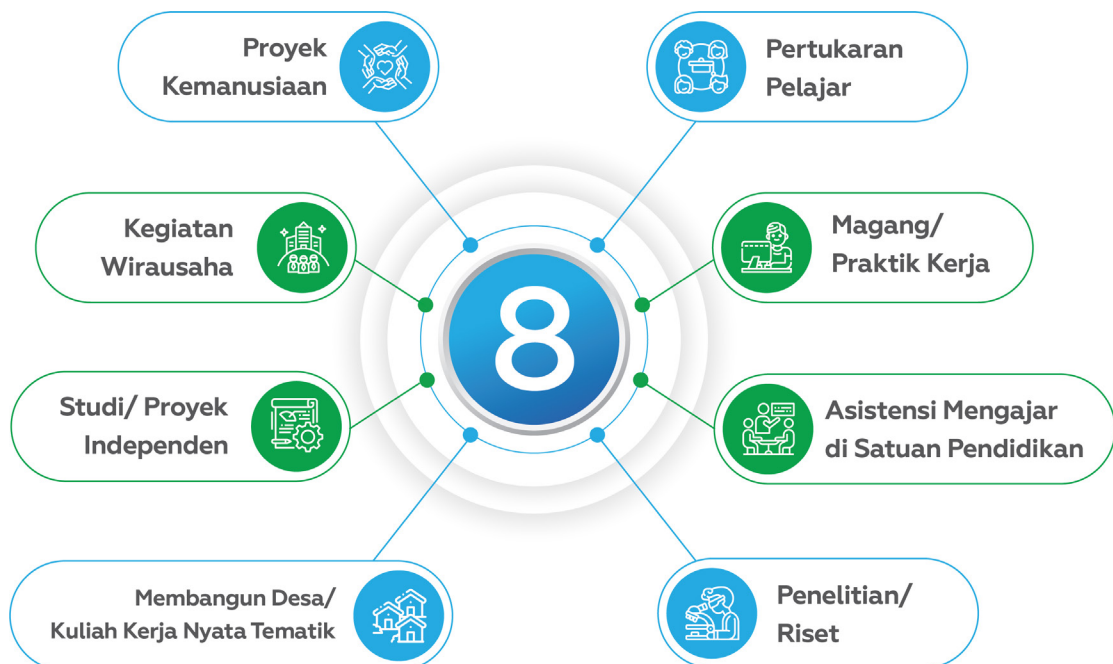 Proyek
Kemanusiaan
Pertukaran
Pelajar
Kegiatan
Wirausaha
Magang/
Praktik Kerja
8
Studi/ Proyek
Independen
Asistensi Mengajar
di Satuan Pendidikan
Membangun Desa/
Kuliah Kerja Nyata Tematik
Penelitian/
Riset